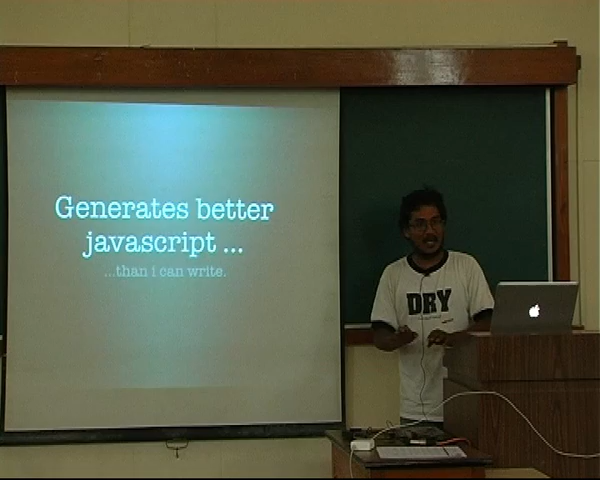 Generates better
javascript ...
...than i can write.
DRY